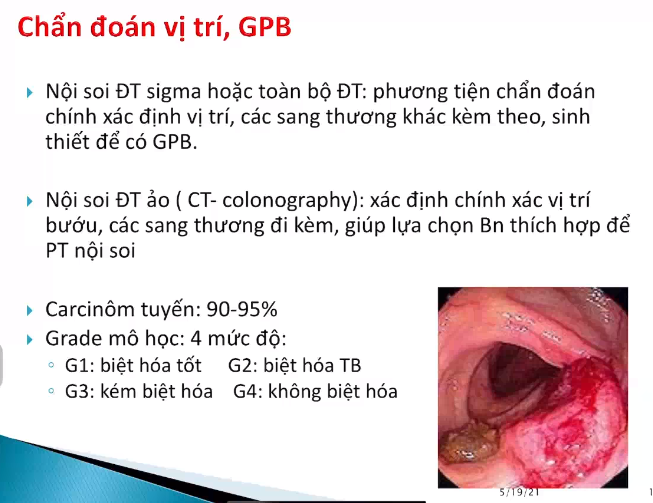 Chẩn đoán vị trí, GPB
Nội soi ĐT sigma hoặc toàn bộ ĐT: phương tiện chẩn đoán
chính xác định vị trí, các sang thương khác kèm theo, sinh
thiết để có GPB.
Nội soi ĐT ảo ( CT- colonography): xác định chính xác vị trí
bướu, các sang thương đi kèm, giúp lựa chọn Bn thích hợp để
PT nội soi
Carcinôm tuyến: 90-95%
Grade mô học: 4 mức độ:
G1: biệt hóa tốt G2: biệt hóa TB
G3: kém biệt hóa G4: không biệt hóa
5/19/21 1